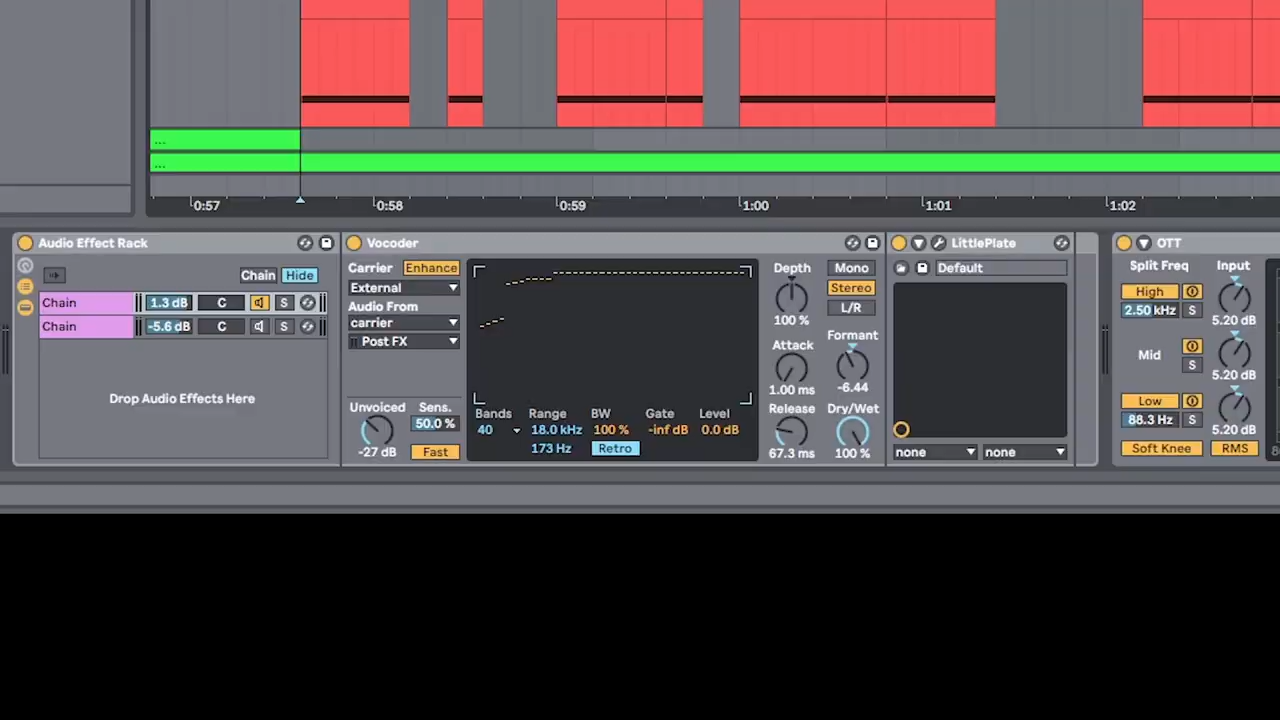 ...
...
0:57 0:58 0:59 1:00 1:01 1:02
Audio Effect Rack
Chain Hide
Chain 1.3 dB C S
Chain -5.6 dB C S
Drop Audio Effects Here
Vocoder
Carrier Enhance
External
Audio From
carrier
Post FX
Unvoiced Sens.
50.0 %
-27 dB Fast
Bands Range BW Gate Level
40 18.0 kHz 100 % -inf dB 0.0 dB
173 Hz Retro
Depth Mono
Stereo
100 % L/R
Attack Formant
1.00 ms -6.44
Release Dry/Wet
67.3 ms 100 %
LittlePlate
Default
none none
OTT
Split Freq Input
High
2.50 kHz S 5.20 dB
Mid
S 5.20 dB
Low
88.3 Hz S 5.20 dB
Soft Knee RMS